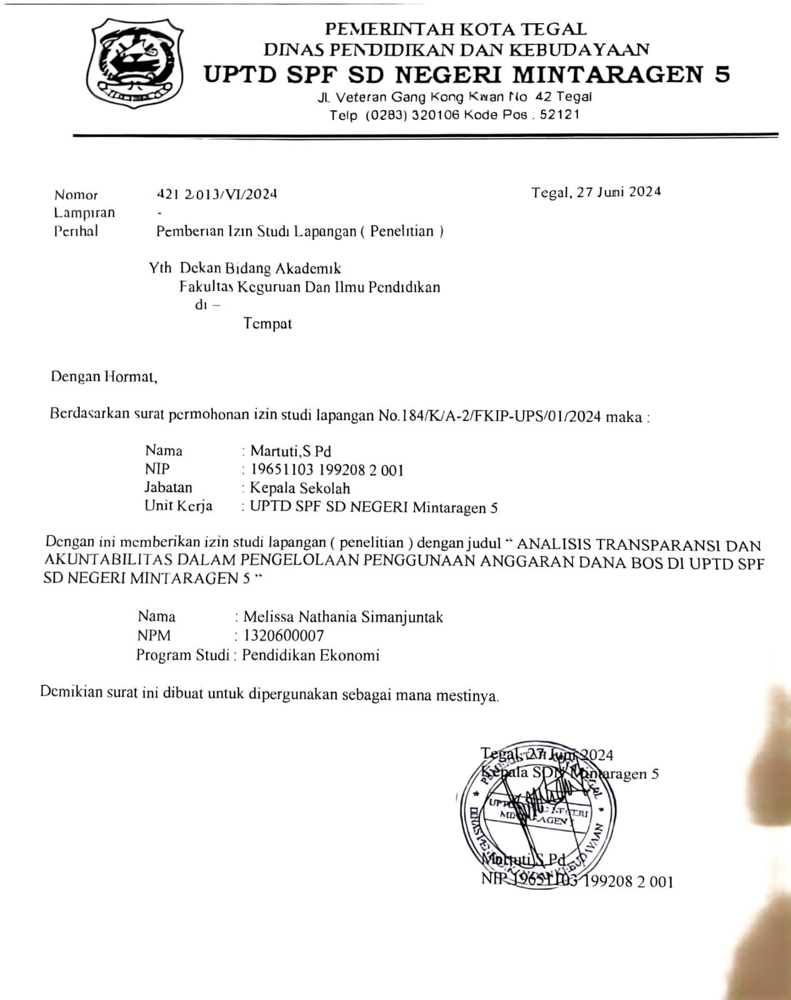 PEMERINTAH KOTA TEGAL
DINAS PENDIDIKAN DAN KEBUDAYAAN
UPTD SPF SD NEGERI MINTARAGEN 5
JL Veteran Gang Kong Kwan No 42 Tegal
Telp (0283) 320106 Kode Pos : 52121
Nomor 421 2/013/VI/2024 Tegal, 27 Juni 2024
Lampiran -
Perihal Pemberian Izin Studi Lapangan ( Penelitian )
Yth Dekan Bidang Akademik
Fakultas Keguruan Dan Ilmu Pendidikan
di –
Tempat
Dengan Hormat,
Berdasarkan surat permohonan izin studi lapangan No.184/K/A-2/FKIP-UPS/01/2024 maka :
Nama : Martuti,S.Pd
NIP : 19651103 199208 2 001
Jabatan : Kepala Sekolah
Unit Kerja : UPTD SPF SD NEGERI Mintaragen 5
Dengan ini memberikan izin studi lapangan ( penelitian ) dengan judul “ ANALISIS TRANSPARANSI DAN
AKUNTABILITAS DALAM PENGELOLAAN PENGGUNAAN ANGGARAN DANA BOS DI UPTD SPF
SD NEGERI MINTARAGEN 5 “
Nama : Melissa Nathania Simanjuntak
NPM : 1320600007
Program Studi : Pendidikan Ekonomi
Demikian surat ini dibuat untuk dipergunakan sebagai mana mestinya.
Tegal, 27 Juni 2024
Kepala SDN Mintaragen 5
PEMERINTAH KOTA TEGAL
DINAS PENDIDIKAN DAN KEBUDAYAAN
Martuti,S.Pd
NIP.19651103 199208 2 001